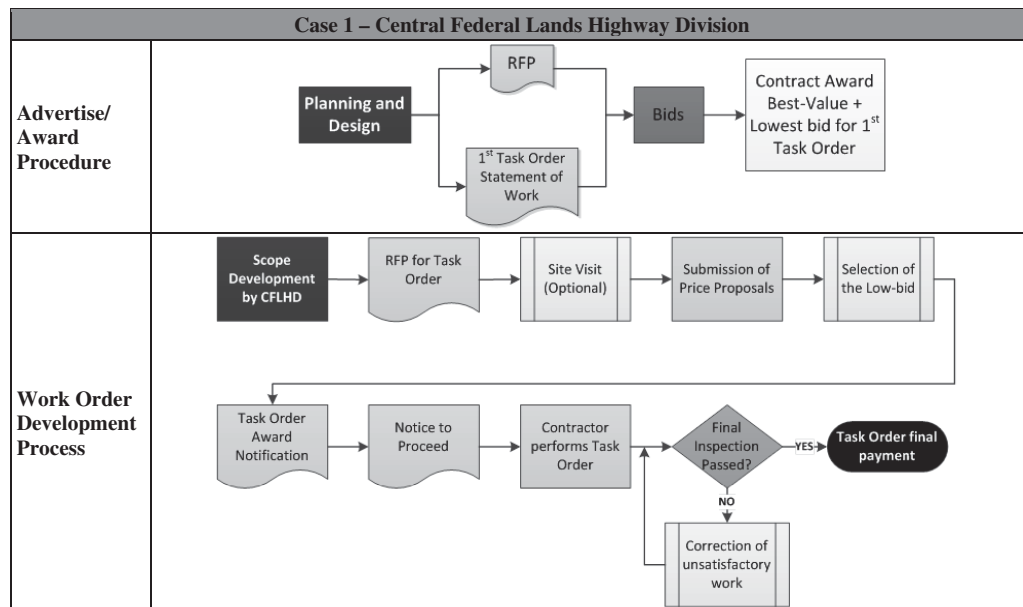 Case 1 – Central Federal Lands Highway Division
Advertise/
Award
Procedure
Planning and
Design
RFP
1st Task Order
Statement of
Work
Bids
Contract Award
Best-Value +
Lowest bid for 1st
Task Order
Work Order
Development
Process
Scope
Development
by CFLHD
RFP for Task
Order
Site Visit
(Optional)
Submission of
Price Proposals
Selection of
the Low-bid
Task Order
Award
Notification
Notice to
Proceed
Contractor
performs Task
Order
Final
Inspection
Passed?
YES
Task Order final
payment
NO
Correction of
unsatisfactory
work